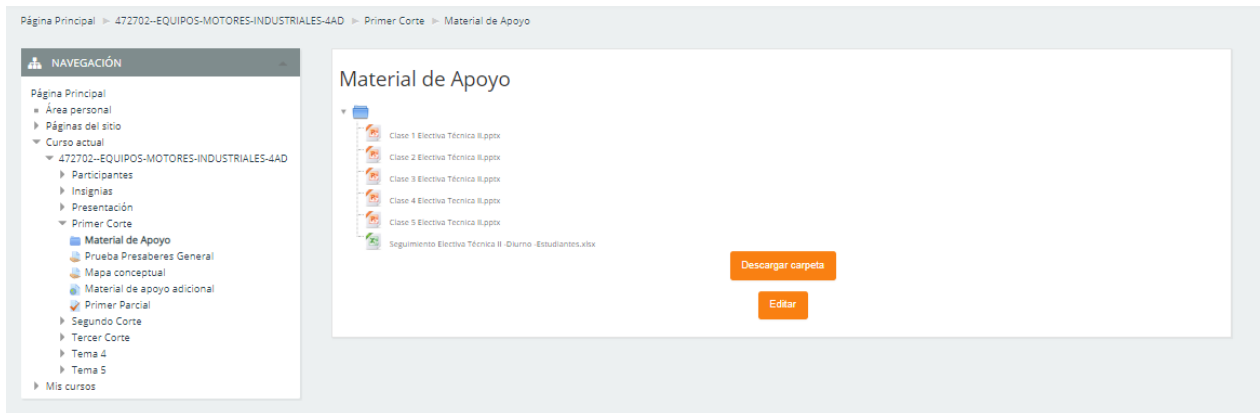 Página Principal ► 472702--EQUIPOS-MOTORES-INDUSTRIALES-4AD ► Primer Corte ► Material de Apoyo
NAVEGACIÓN
Página Principal
Área personal
Páginas del sitio
Curso actual
472702--EQUIPOS-MOTORES-INDUSTRIALES-4AD
Participantes
Insignias
Presentación
Primer Corte
Material de Apoyo
Prueba Presaberes General
Mapa conceptual
Material de apoyo adicional
Primer Parcial
Segundo Corte
Tercer Corte
Tema 4
Tema 5
Mis cursos
Material de Apoyo
Clase 1 Electiva Técnica II.pptx
Clase 2 Electiva Técnica II.pptx
Clase 3 Electiva Técnica II.pptx
Clase 4 Electiva Tecnica II.pptx
Clase 5 Electiva Tecnica II.pptx
Seguimiento Electiva Técnica II -Diurno -Estudiantes.xlsx
Descargar carpeta
Editar